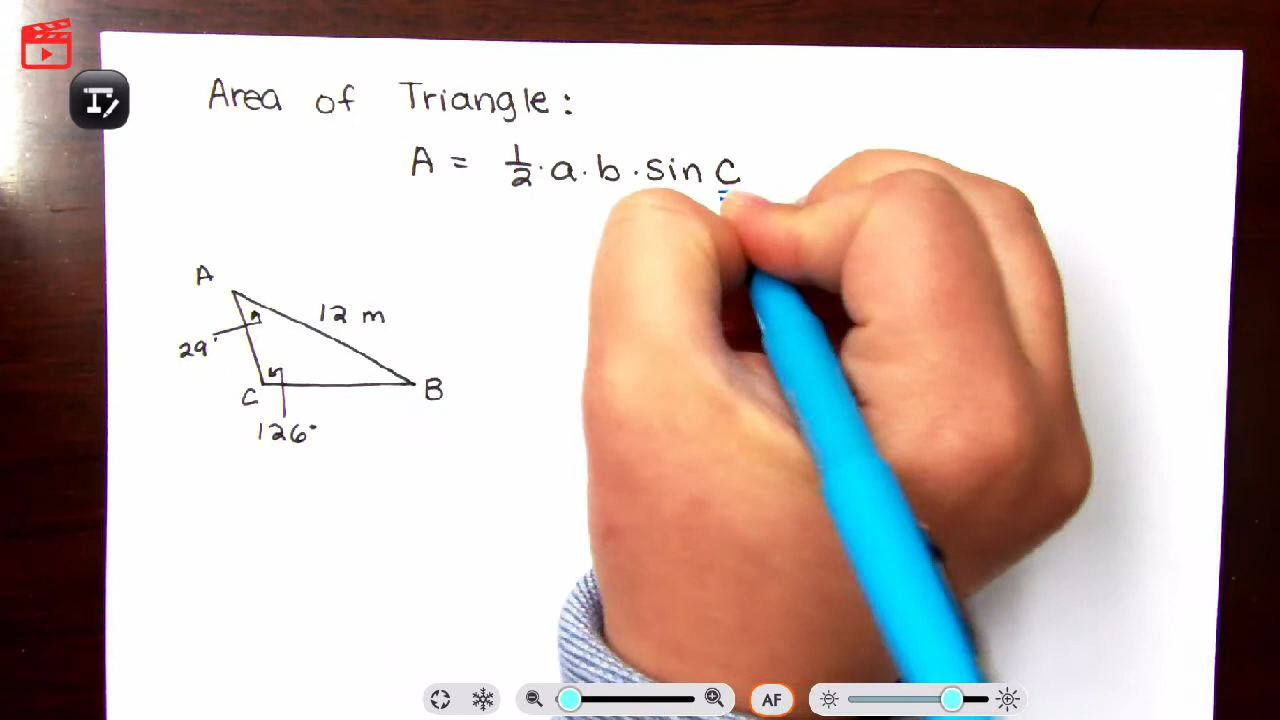 Area of Triangle:
A = 1/2 · a · b · sin C
A
12 m
29°
C
B
126°
AF